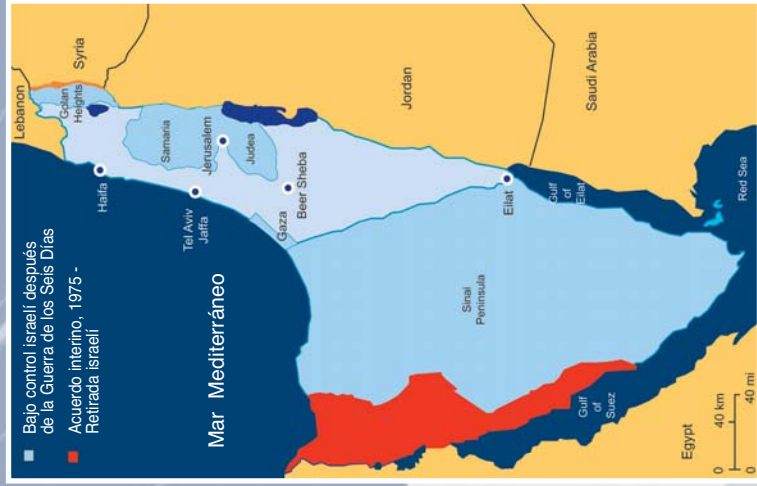 Bajo control israelí después
de la Guerra de los Seis Días
Acuerdo interino, 1975 -
Retirada israelí
Lebanon
Syria
Golan
Heights
Haifa
Samaria
Tel Aviv
Jaffa
Jerusalem
Judea
Jordan
Mar Mediterráneo
Gaza
Beer Sheba
Saudi Arabia
Eilat
Gulf
of
Eilat
Sinai
Peninsula
Gulf
of
Suez
Red Sea
Egypt
0 40 km
0 40 mi